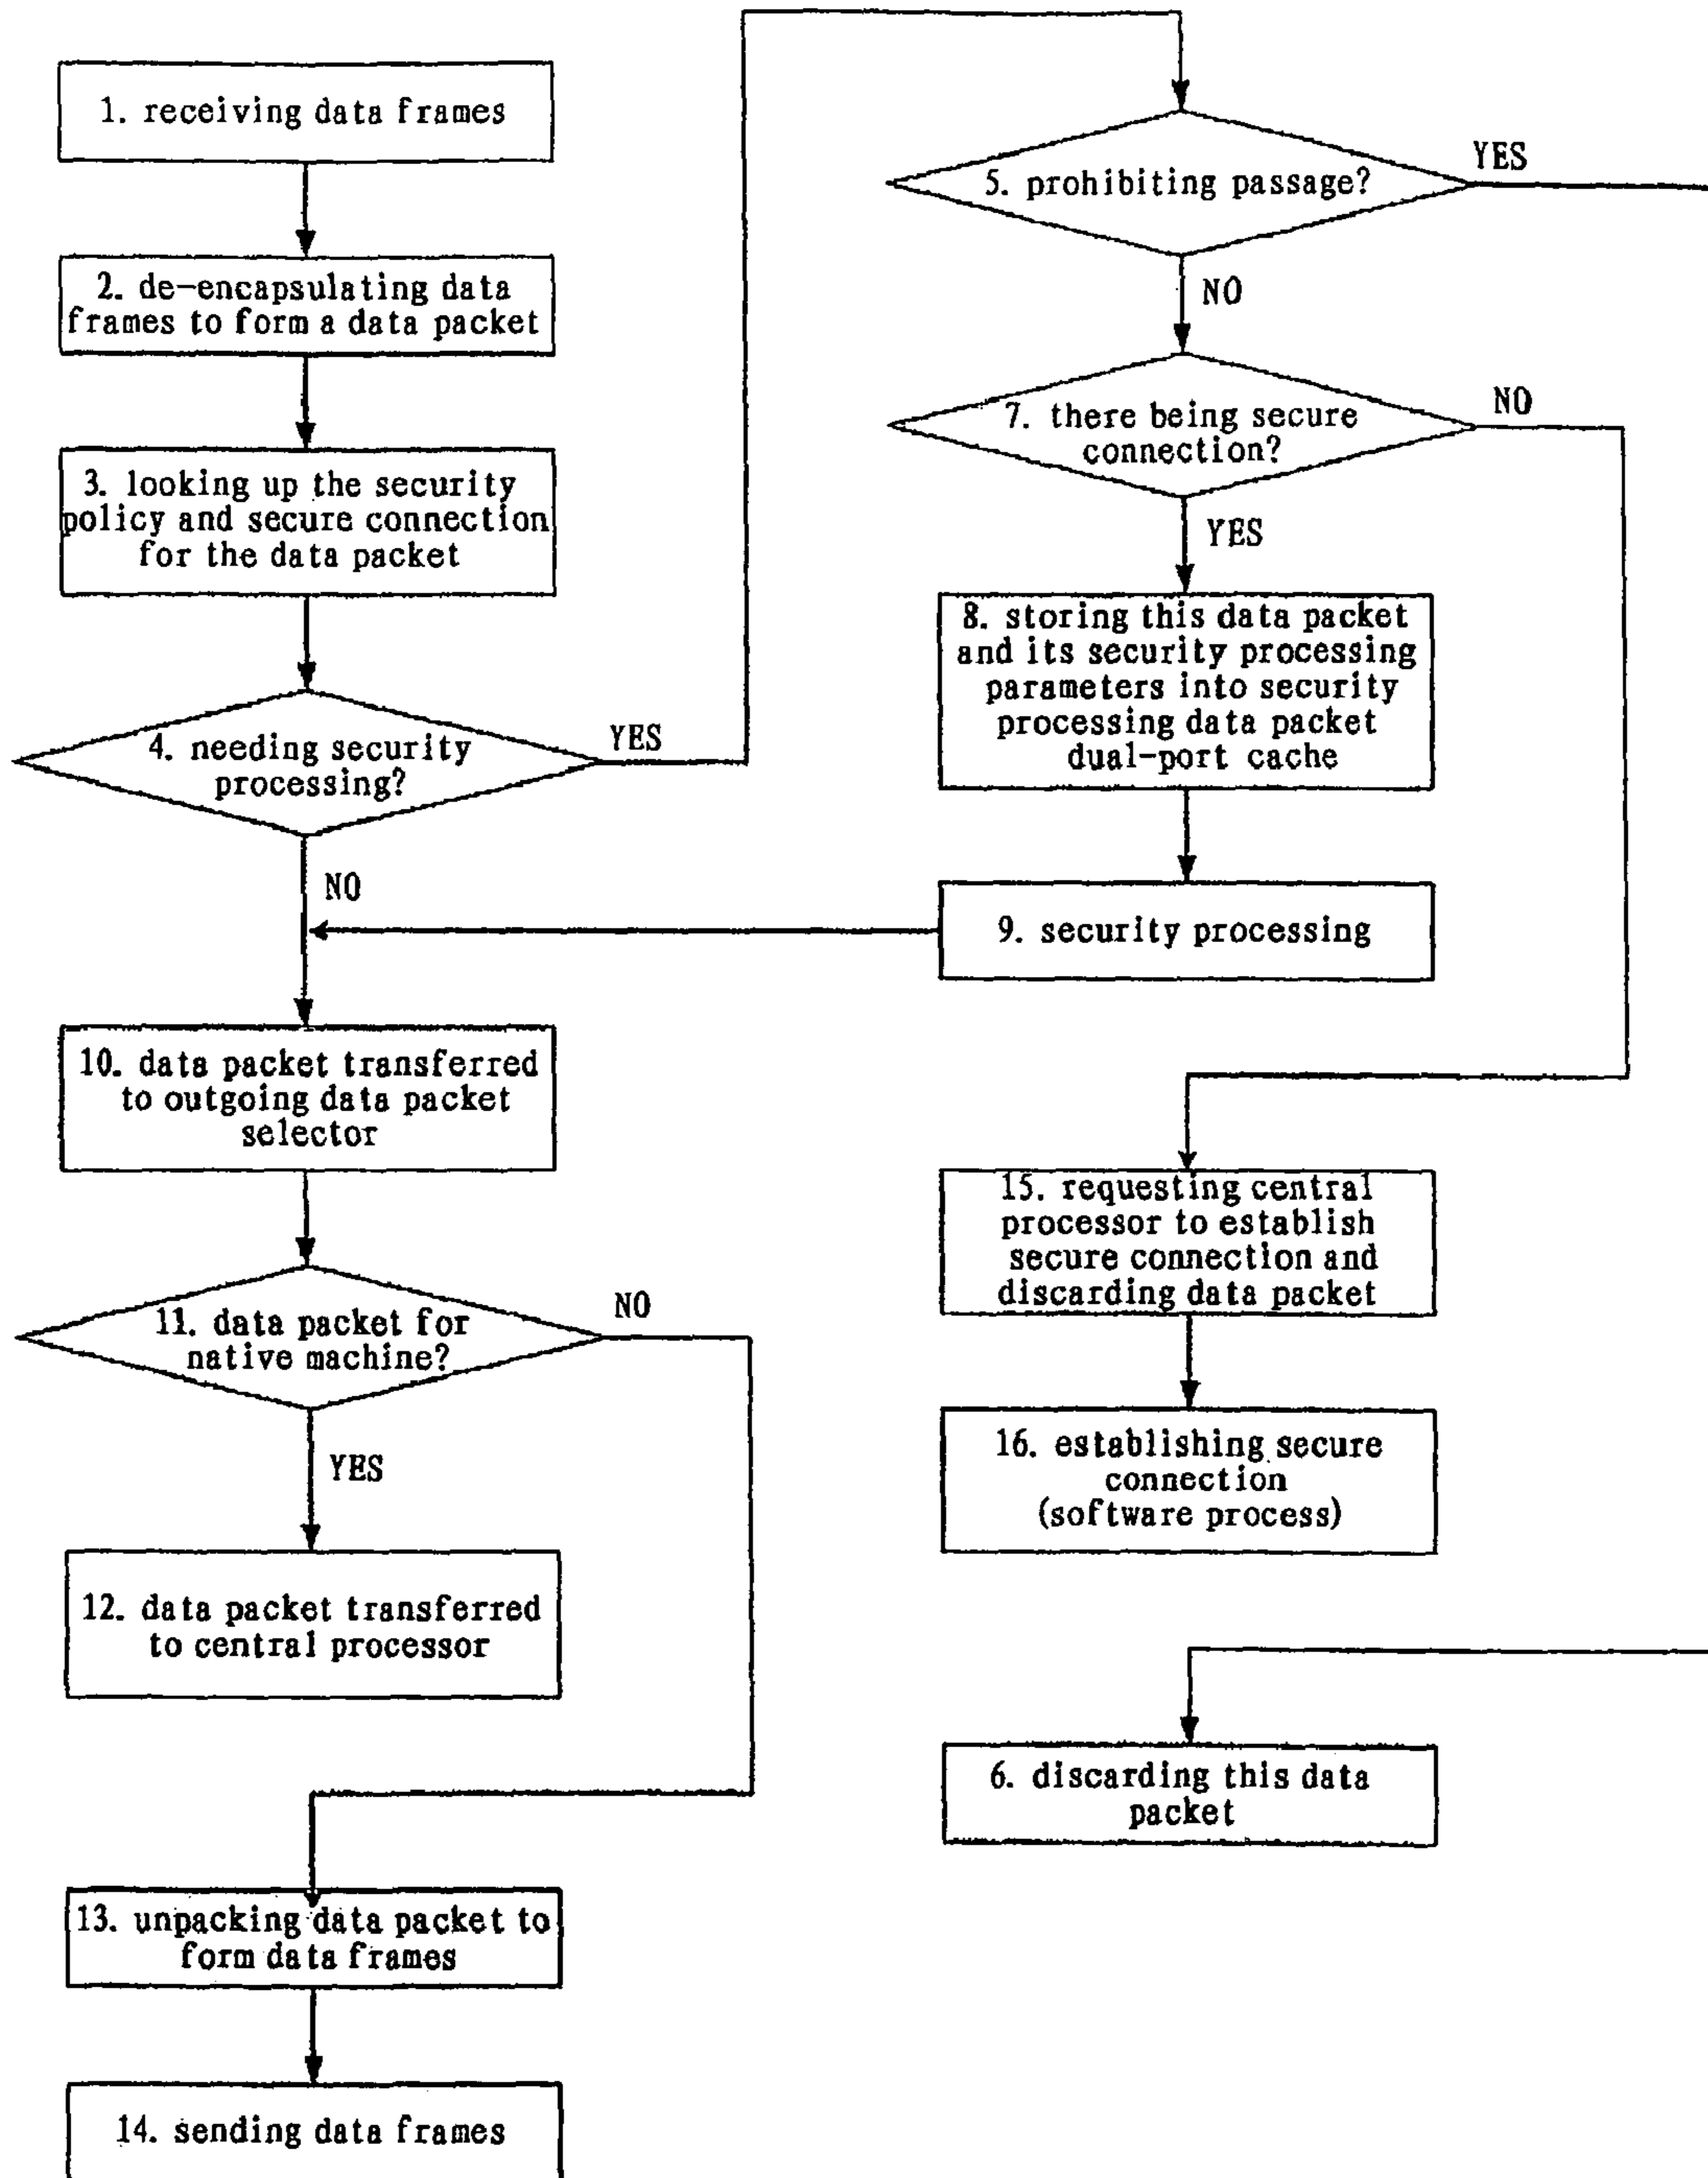 1. receiving data frames
2. de-encapsulating data
frames to form a data packet
3. looking up the security
policy and secure connection
for the data packet
4. needing security
processing?
YES
NO
5. prohibiting passage?
YES
NO
7. there being secure
connection?
NO
YES
8. storing this data packet
and its security processing
parameters into security
processing data packet
dual-port cache
9. security processing
10. data packet transferred
to outgoing data packet
selector
11. data packet for
native machine?
NO
YES
12. data packet transferred
to central processor
13. unpacking data packet to
form data frames
14. sending data frames
15. requesting central
processor to establish
secure connection and
discarding data packet
16. establishing secure
connection
(software process)
6. discarding this data
packet